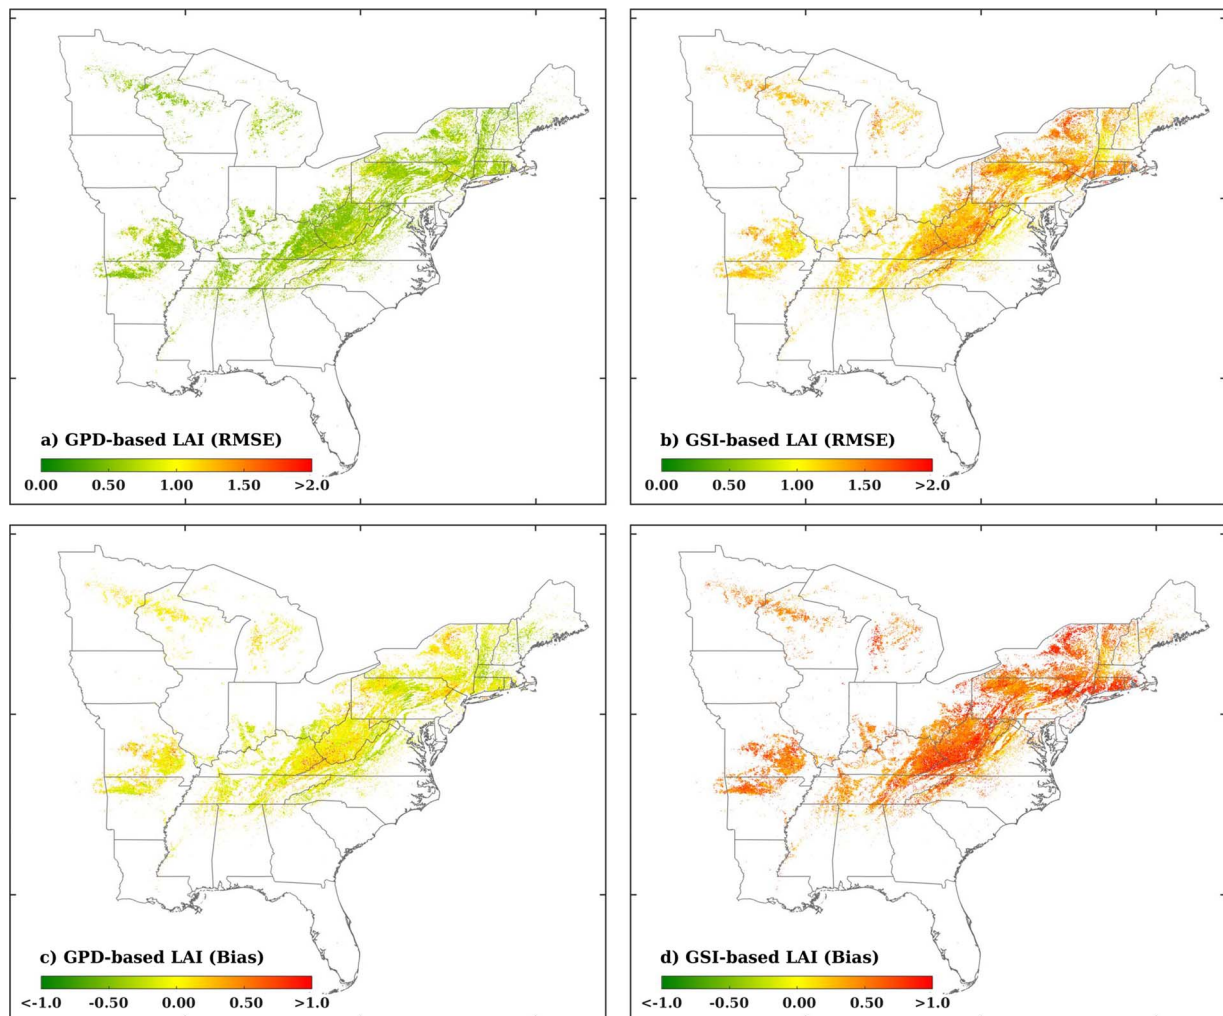 a) GPD-based LAI (RMSE)
0.00 0.50 1.00 1.50 >2.0
b) GSI-based LAI (RMSE)
0.00 0.50 1.00 1.50 >2.0
c) GPD-based LAI (Bias)
<-1.0 -0.50 0.00 0.50 >1.0
d) GSI-based LAI (Bias)
<-1.0 -0.50 0.00 0.50 >1.0